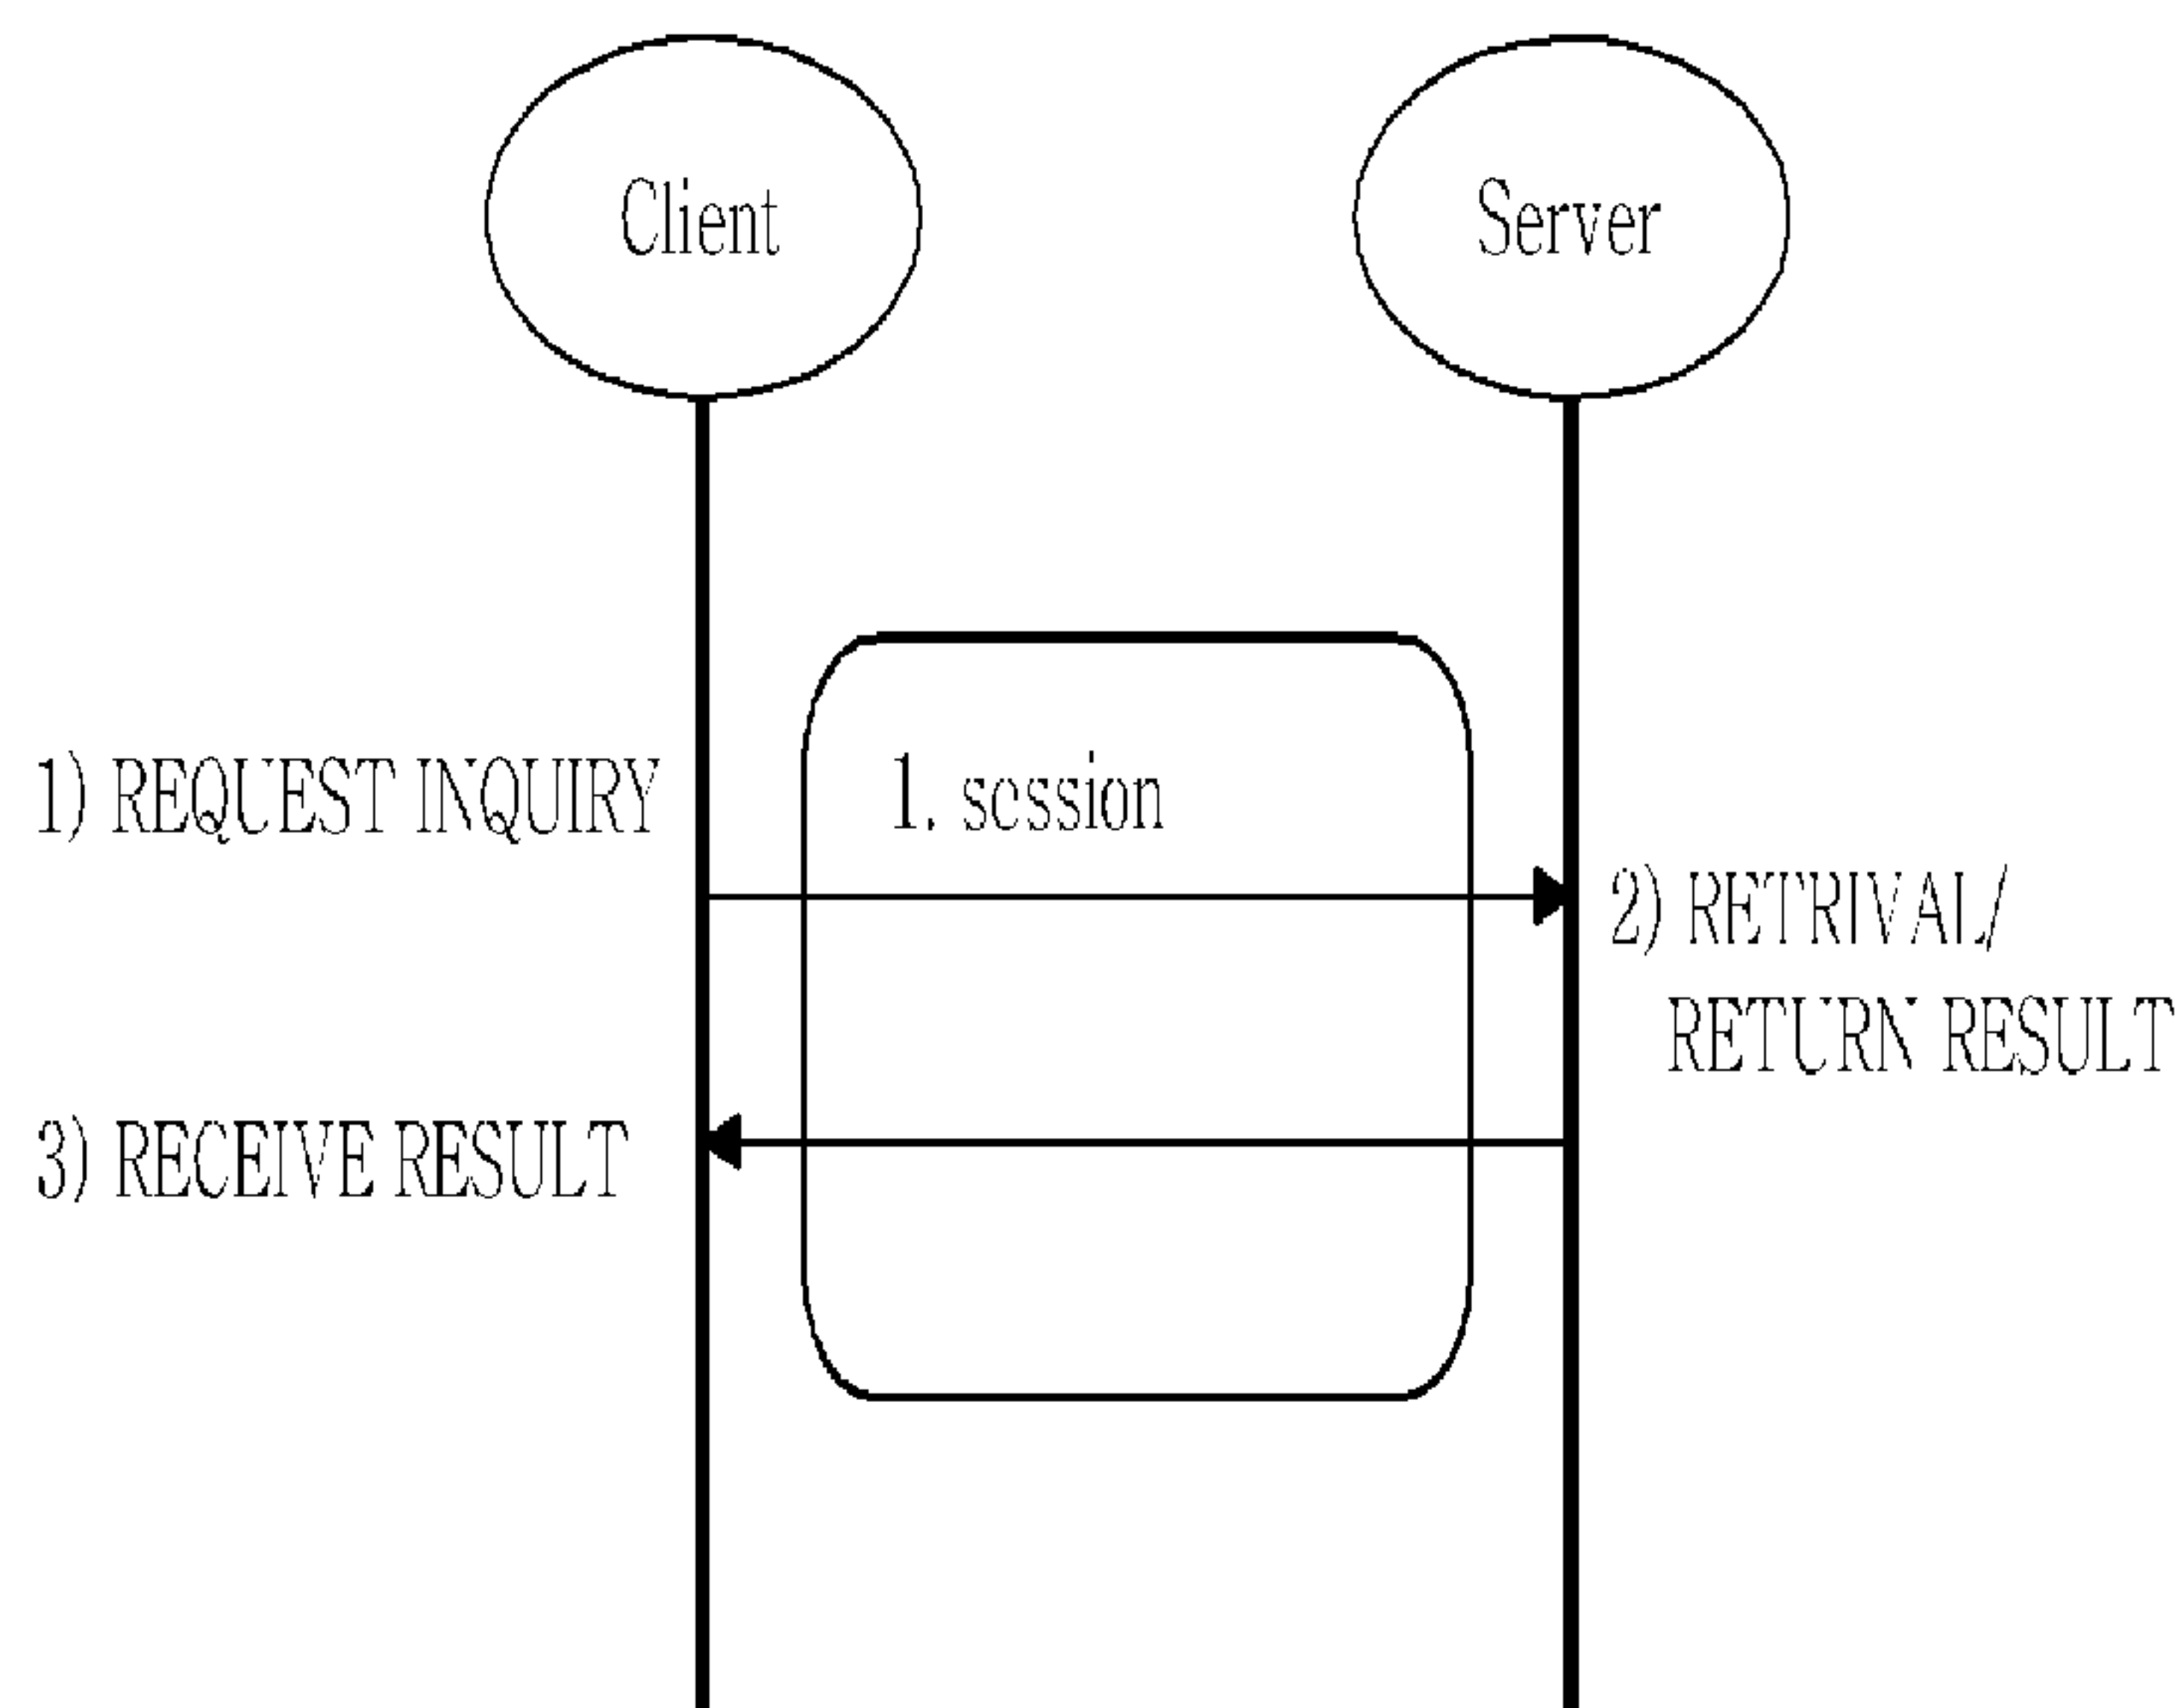 Client
Server
1) REQUEST INQUIRY
1. session
2) RETRIVAL/
RETURN RESULT
3) RECEIVE RESULT